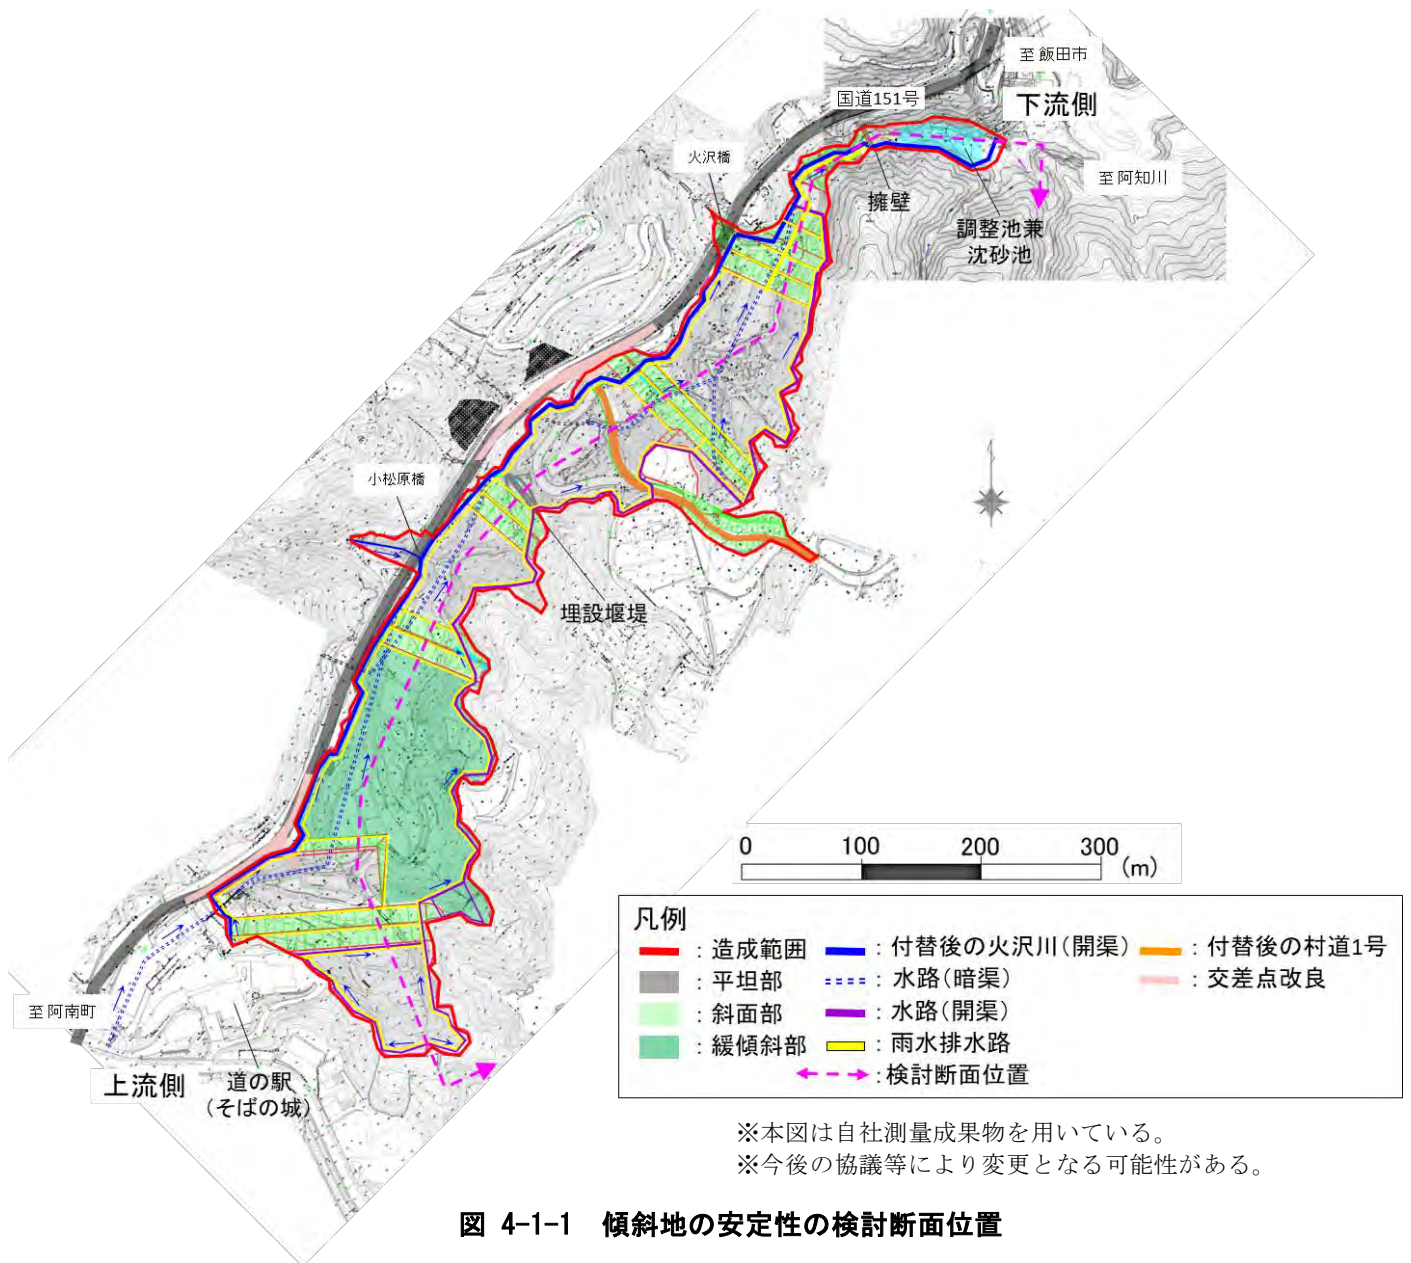 至飯田市
下流側
国道151号
火沢橋
至阿知川
擁壁
調整池兼
沈砂池
小松原橋
埋設堰堤
0 100 200 300
(m)
凡例
：造成範囲
：付替後の火沢川(開渠)
：付替後の村道1号
：平坦部
：水路(暗渠)
：交差点改良
：斜面部
：水路(開渠)
：緩傾斜部
：雨水排水路
：検討断面位置
至阿南町
上流側
道の駅
(そばの城)
※本図は自社測量成果物を用いている。
※今後の協議等により変更となる可能性がある。
図 4-1-1 傾斜地の安定性の検討断面位置